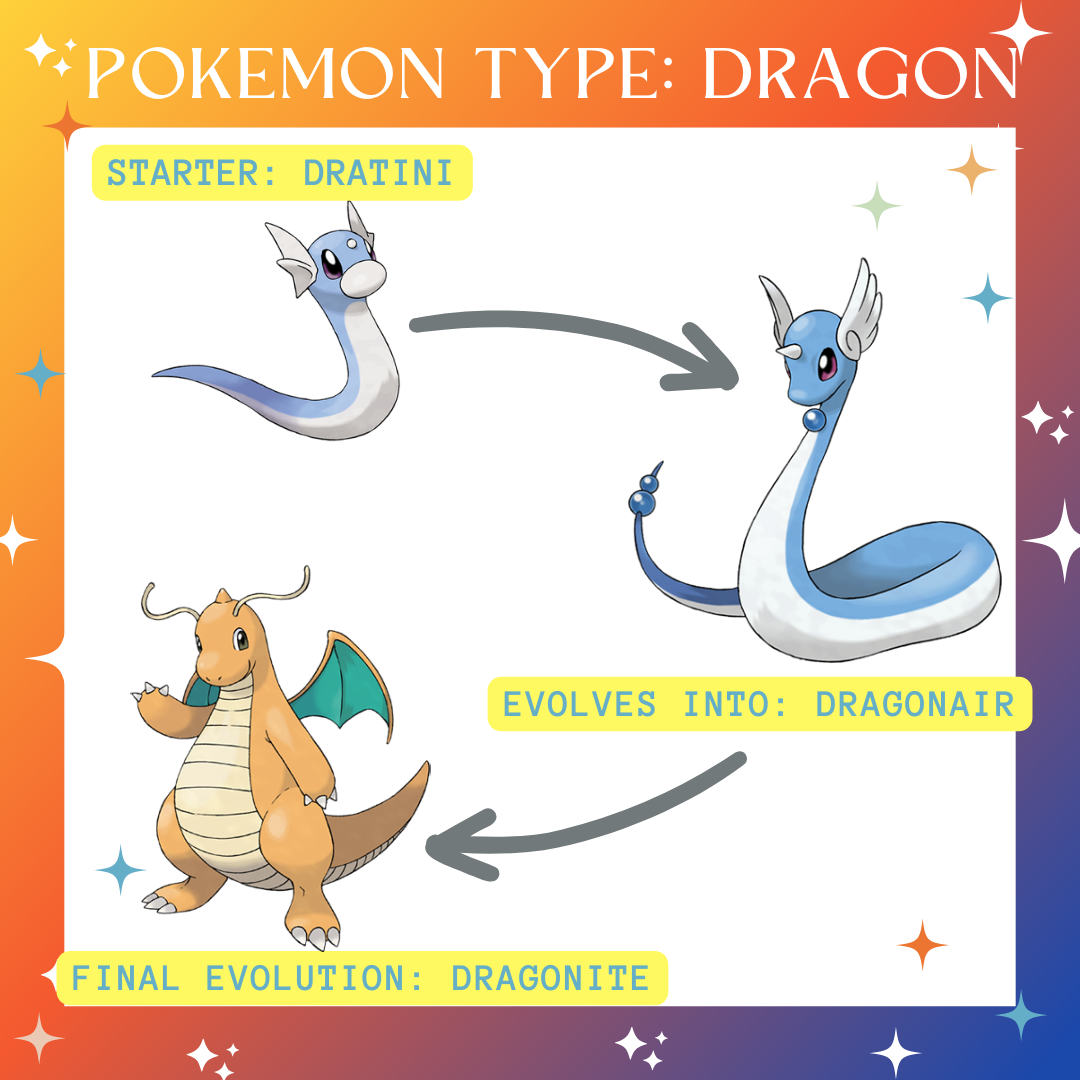 POKEMON TYPE: DRAGON
STARTER: DRATINI
EVOLVES INTO: DRAGONAIR
FINAL EVOLUTION: DRAGONITE